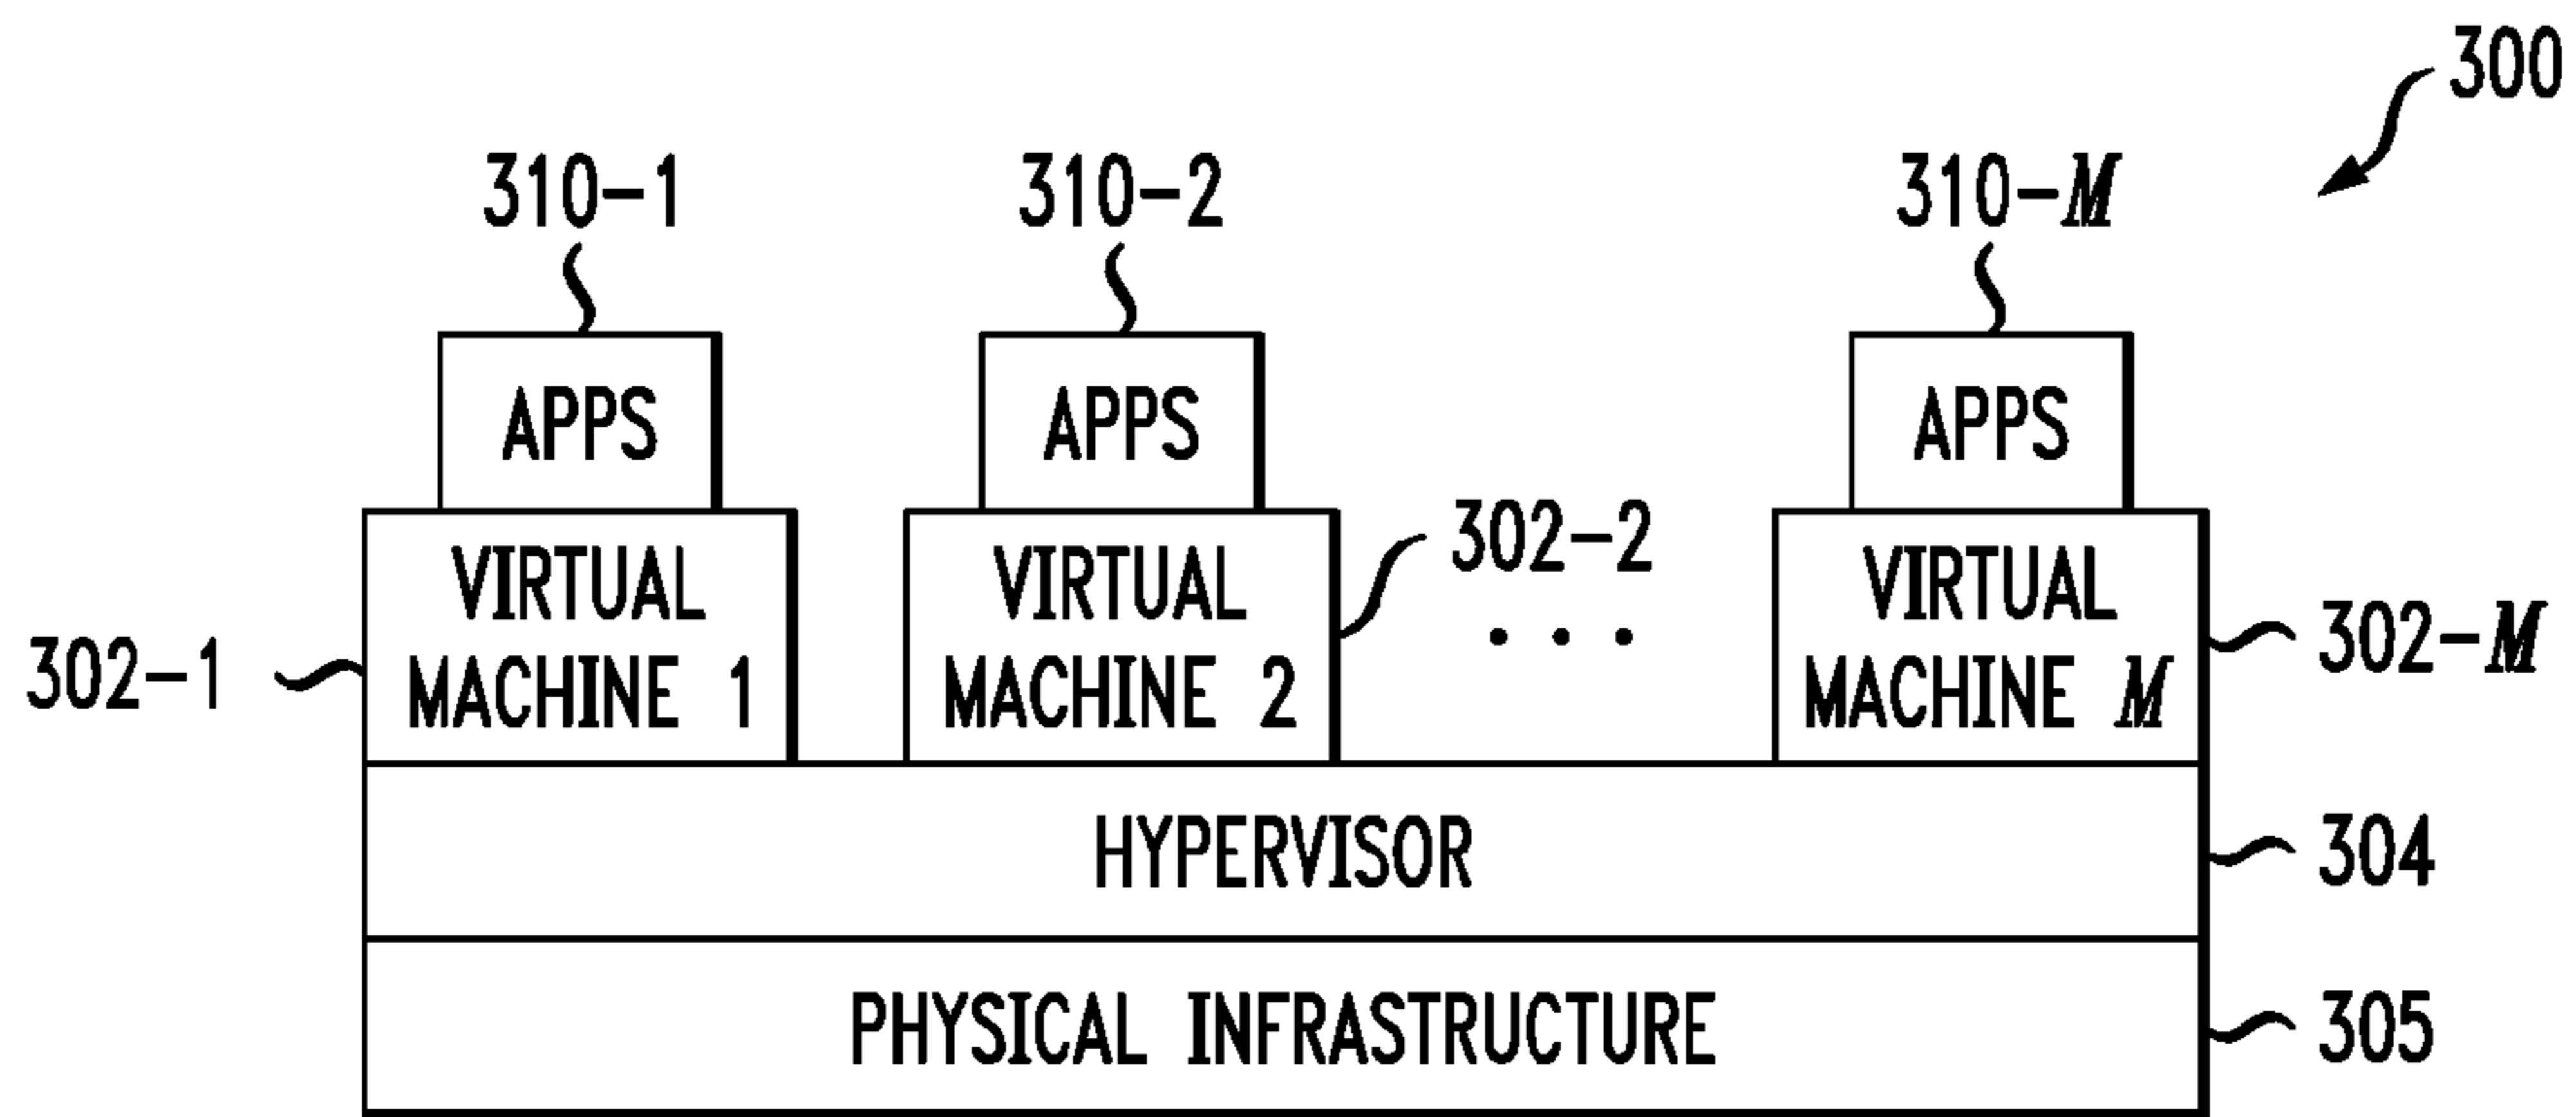 300
310-1 310-2 310-M
APPS APPS APPS
302-2
VIRTUAL VIRTUAL VIRTUAL
302-1 302-M
. . .
MACHINE 1 MACHINE 2 MACHINE M
HYPERVISOR 304
PHYSICAL INFRASTRUCTURE 305